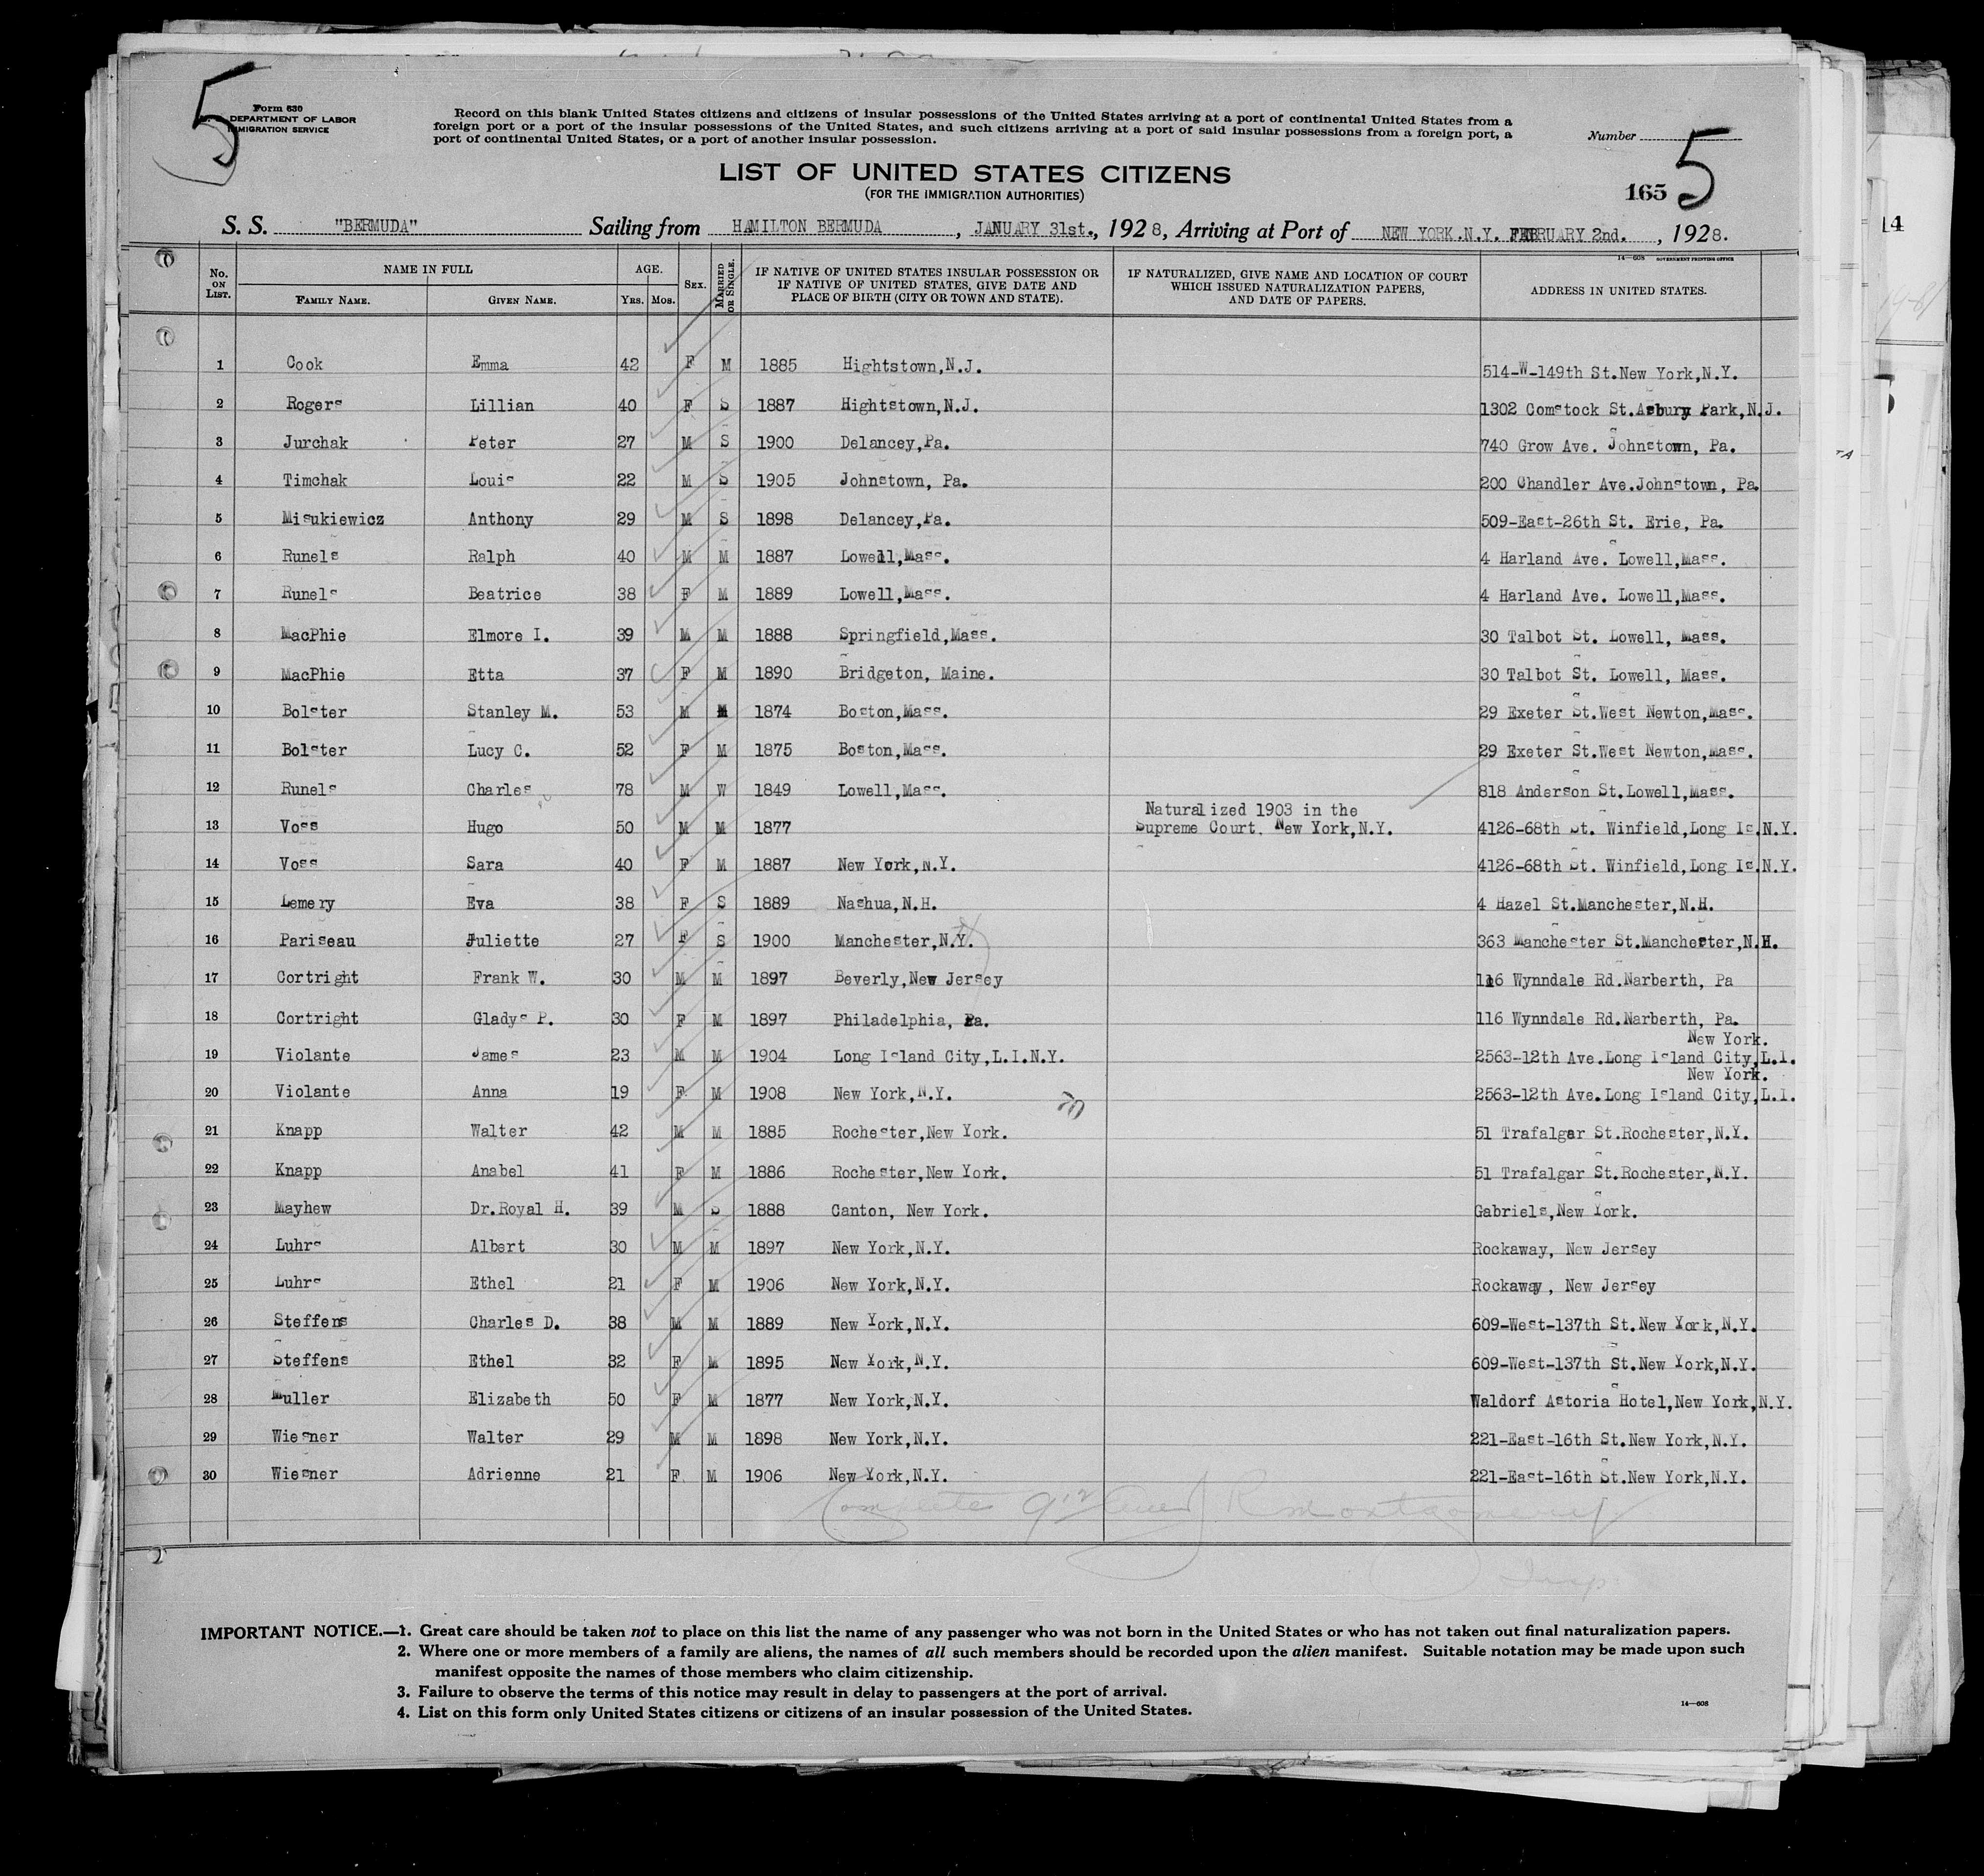 5
Form 630
DEPARTMENT OF LABOR
IMMIGRATION SERVICE
Record on this blank United States citizens and citizens of insular possessions of the United States arriving at a port of continental United States from a
foreign port or a port of the insular possessions of the United States, and such citizens arriving at a port of said insular possessions from a foreign port, a
port of continental United States, or a port of another insular possession.
Number
5
LIST OF UNITED STATES CITIZENS
(FOR THE IMMIGRATION AUTHORITIES)
165
S. S. "BERMUDA" Sailing from HAMILTON BERMUDA, JANUARY 31st., 1928, Arriving at Port of NEW YORK.N.Y. FEBRUARY 2nd., 1928.
14—608 GOVERNMENT PRINTING OFFICE
No. ON LIST. NAME IN FULL FAMILY NAME. GIVEN NAME. AGE. YRS. MOS. SEX. MARRIED OR SINGLE. IF NATIVE OF UNITED STATES INSULAR POSSESSION OR IF NATIVE OF UNITED STATES, GIVE DATE AND PLACE OF BIRTH (CITY OR TOWN AND STATE). IF NATURALIZED, GIVE NAME AND LOCATION OF COURT WHICH ISSUED NATURALIZATION PAPERS, AND DATE OF PAPERS. ADDRESS IN UNITED STATES.
1 Cook Emma 42 F M 1885 Hightstown,N.J. 514-W-149th St.New York,N.Y.
2 Rogers Lillian 40 F S 1887 Hightstown,N.J. 1302 Comstock St.Asbury Park,N.J.
3 Jurchak Peter 27 M S 1900 Delancey,Pa. 740 Grow Ave. Johnstown, Pa.
4 Timchak Louis 22 M S 1905 Johnstown, Pa. 200 Chandler Ave.Johnstown, Pa.
5 Misukiewicz Anthony 29 M S 1898 Delancey,Pa. 509-East-26th St. Erie, Pa.
6 Runels Ralph 40 M M 1887 Lowell,Mass. 4 Harland Ave. Lowell,Mass.
7 Runels Beatrice 38 F M 1889 Lowell,Mass. 4 Harland Ave. Lowell,Mass.
8 MacPhie Elmore I. 39 M M 1888 Springfield,Mass. 30 Talbot St. Lowell, Mass.
9 MacPhie Etta 37 F M 1890 Bridgeton, Maine. 30 Talbot St. Lowell, Mass.
10 Bolster Stanley M. 53 M M 1874 Boston,Mass. 29 Exeter St.West Newton,Mass.
11 Bolster Lucy C. 52 F M 1875 Boston,Mass. 29 Exeter St.West Newton,Mass.
12 Runels Charles 78 M W 1849 Lowell,Mass. 818 Anderson St.Lowell,Mass.
13 Voss Hugo 50 M M 1877 Naturalized 1903 in the Supreme Court. New York,N.Y. 4126-68th St. Winfield,Long Is.N.Y.
14 Voss Sara 40 F M 1887 New York,N.Y. 4126-68th St. Winfield,Long Is.N.Y.
15 Lemery Eva 38 F S 1889 Nashua,N.H. 4 Hazel St.Manchester,N.H.
16 Pariseau Juliette 27 F S 1900 Manchester,N.Y. 363 Manchester St.Manchester,N.H.
17 Cortright Frank W. 30 M M 1897 Beverly,New Jersey 116 Wynndale Rd.Narberth, Pa
18 Cortright Gladys P. 30 F M 1897 Philadelphia, Pa. 116 Wynndale Rd.Narberth, Pa.
New York.
19 Violante James 23 M M 1904 Long Island City,L.I.N.Y. 2563-12th Ave.Long Island City,L.I.
New York.
20 Violante Anna 19 F M 1908 New York,N.Y. 2563-12th Ave.Long Island City,L.I.
21 Knapp Walter 42 M M 1885 Rochester,New York. 51 Trafalgar St.Rochester,N.Y.
22 Knapp Anabel 41 F M 1886 Rochester,New York. 51 Trafalgar St.Rochester,N.Y.
23 Mayhew Dr.Royal H. 39 M S 1888 Canton, New York. Gabriels,New York.
24 Luhrs Albert 30 M M 1897 New York,N.Y. Rockaway, New Jersey
25 Luhrs Ethel 21 F M 1906 New York,N.Y. Rockaway, New Jersey
26 Steffens Charles D. 38 M M 1889 New York,N.Y. 609-West-137th St.New York,N.Y.
27 Steffens Ethel 32 F M 1895 New York,N.Y. 609-West-137th St.New York,N.Y.
28 Muller Elizabeth 50 F M 1877 New York,N.Y. Waldorf Astoria Hotel,New York,N.Y.
29 Wiesner Walter 29 M M 1898 New York,N.Y. 221-East-16th St.New York,N.Y.
30 Wiesner Adrienne 21 F M 1906 New York,N.Y. 221-East-16th St.New York,N.Y.
Complete R Montgomery
Insp.
IMPORTANT NOTICE.—1. Great care should be taken not to place on this list the name of any passenger who was not born in the United States or who has not taken out final naturalization papers.
2. Where one or more members of a family are aliens, the names of all such members should be recorded upon the alien manifest. Suitable notation may be made upon such
manifest opposite the names of those members who claim citizenship.
3. Failure to observe the terms of this notice may result in delay to passengers at the port of arrival.
4. List on this form only United States citizens or citizens of an insular possession of the United States.
14—608
14